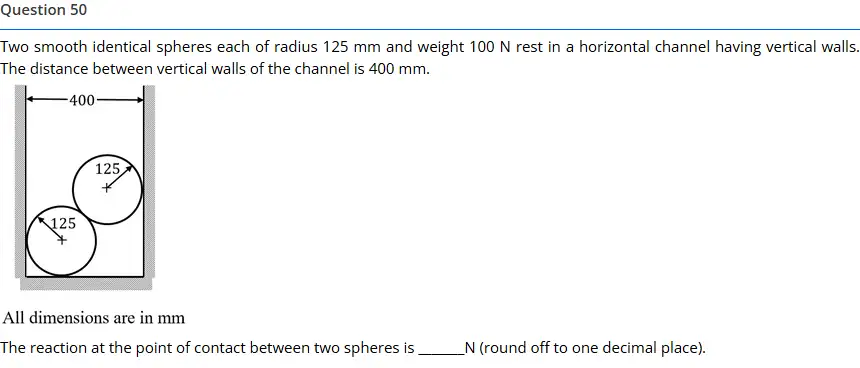 Question 50
Two smooth identical spheres each of radius 125 mm and weight 100 N rest in a horizontal channel having vertical walls.
The distance between vertical walls of the channel is 400 mm.
400
125
125
All dimensions are in mm
The reaction at the point of contact between two spheres is ______N (round off to one decimal place).